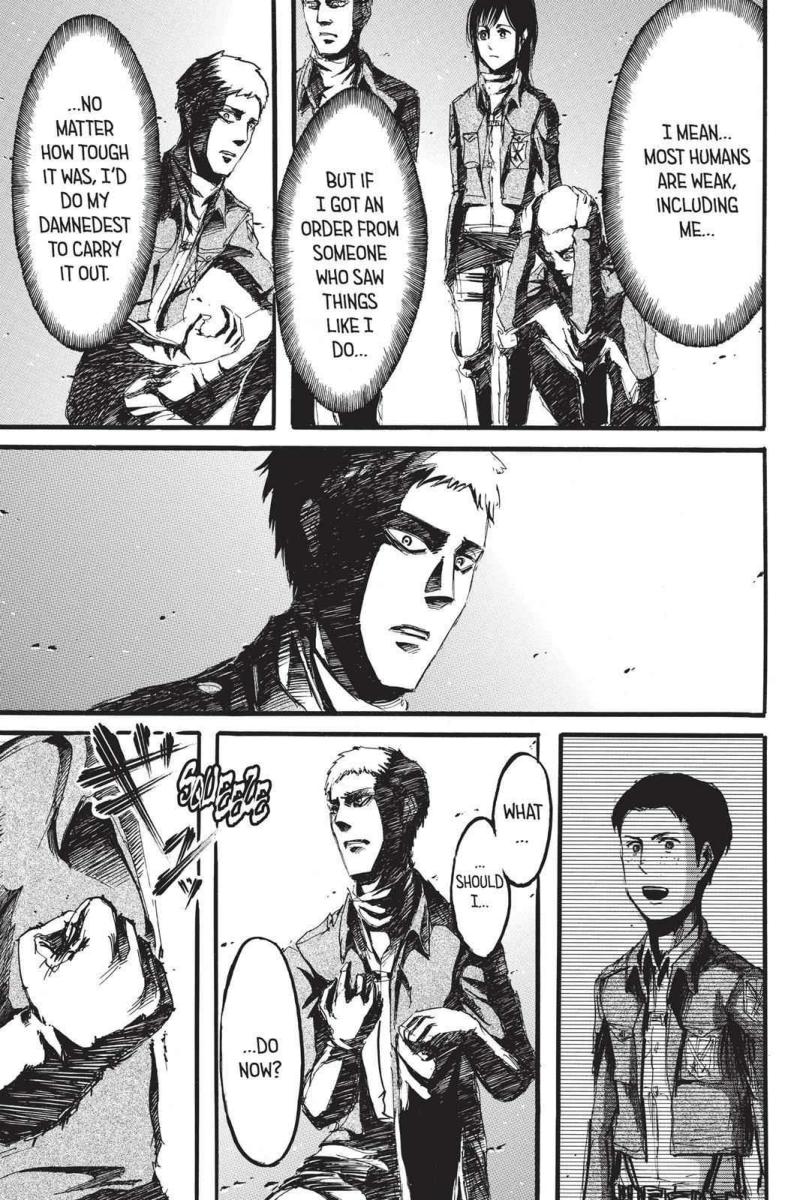 I MEAN...
MOST HUMANS
ARE WEAK,
INCLUDING
ME...
BUT IF
I GOT AN
ORDER FROM
SOMEONE
WHO SAW
THINGS
LIKE I
DO...
...NO
MATTER
HOW TOUGH
IT WAS, I'D
DO MY
DAMNEDEST
TO CARRY
IT OUT.
WHAT
...
...
SHOULD
I...
...DO
NOW?
SQUEEZE